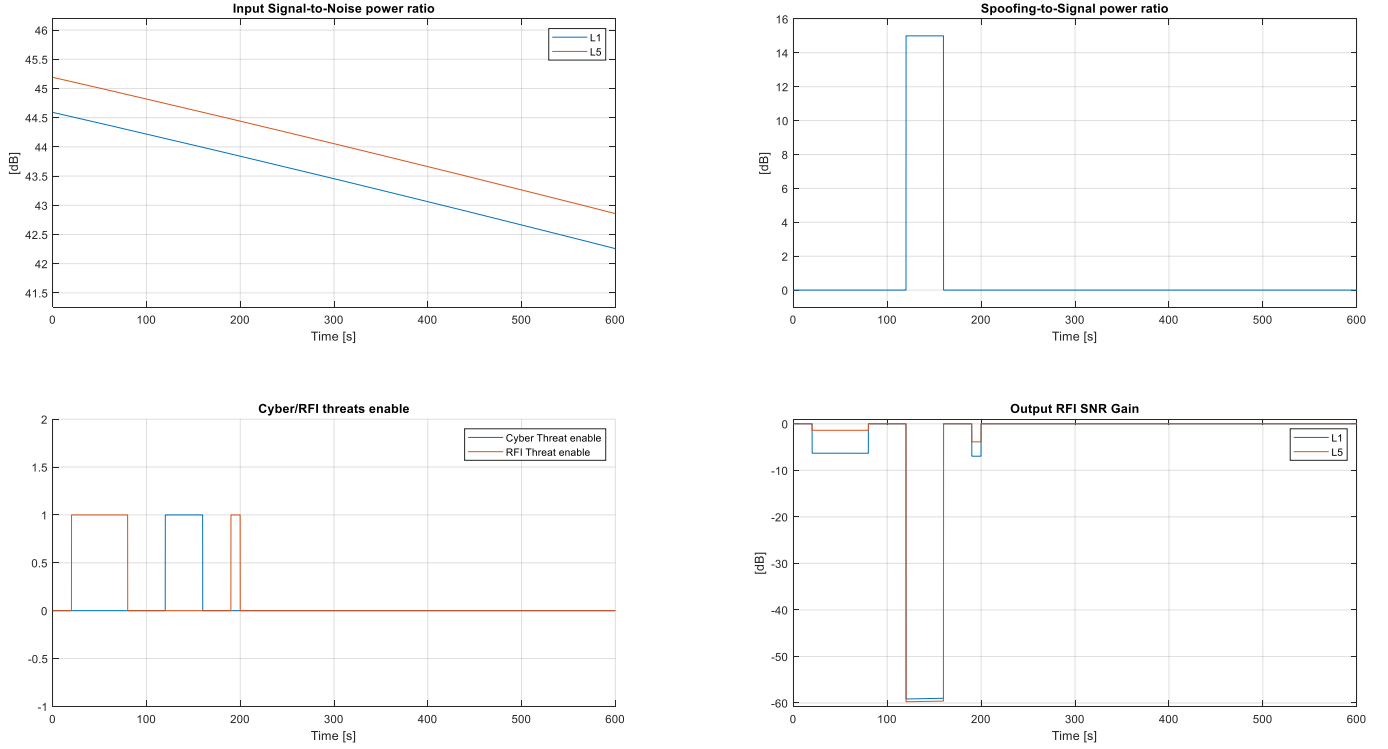 Input Signal-to-Noise power ratio
46
45.5
45
44.5
44
43.5
43
42.5
42
41.5
[dB]
L1
L5
0 100 200 300 400 500 600
Time [s]
Spoofing-to-Signal power ratio
16
14
12
10
8
6
4
2
0
[dB]
0 100 200 300 400 500 600
Time [s]
Cyber/RFI threats enable
2
1.5
1
0.5
0
-0.5
-1
Cyber Threat enable
RFI Threat enable
0 100 200 300 400 500 600
Time [s]
Output RFI SNR Gain
0
-10
-20
-30
-40
-50
-60
[dB]
L1
L5
0 100 200 300 400 500 600
Time [s]